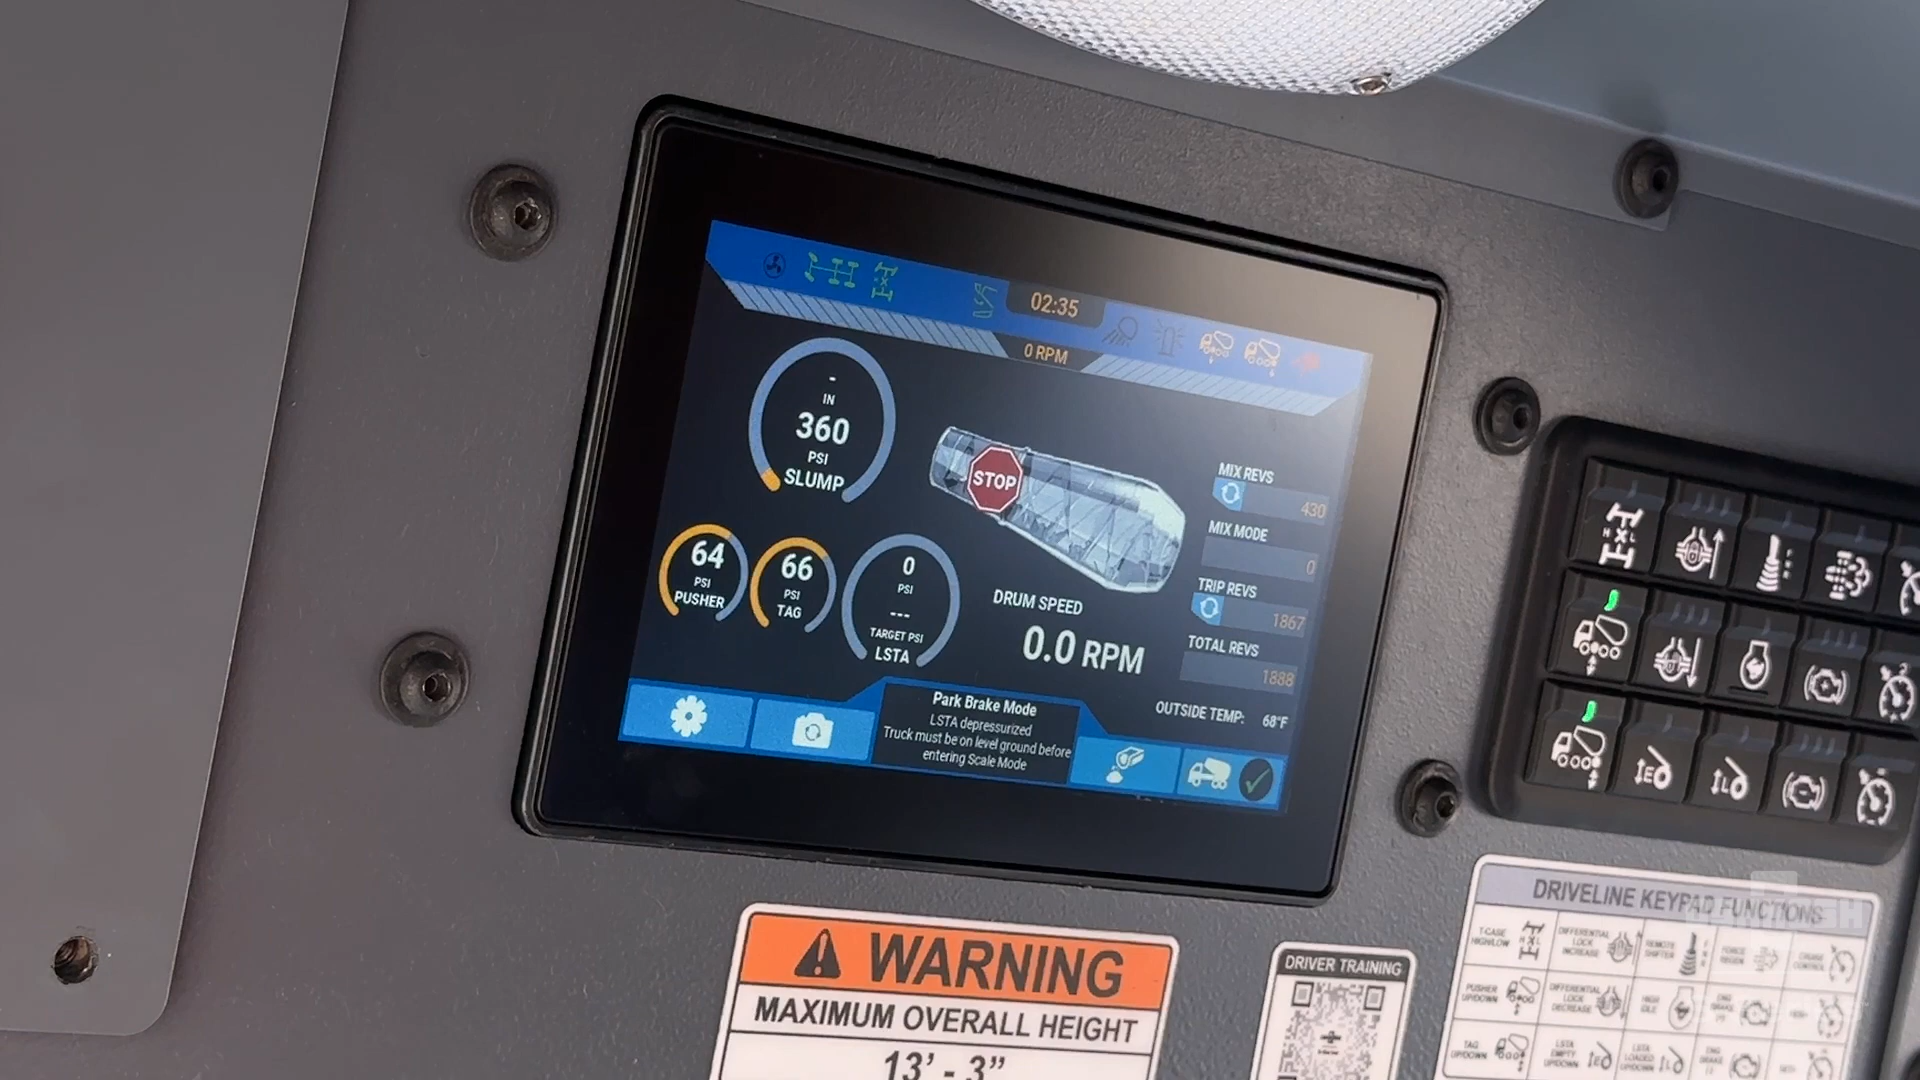 02:35
0 RPM
-
IN
360
PSI
SLUMP
STOP
MIX REVS
430
MIX MODE
0
TRIP REVS
1867
TOTAL REVS
1888
64
PSI
PUSHER
66
PSI
TAG
0
PSI
---
TARGET PSI
LSTA
DRUM SPEED
0.0 RPM
OUTSIDE TEMP: 68°F
Park Brake Mode
LSTA depressurized
Truck must be on level ground before
entering Scale Mode
WARNING
MAXIMUM OVERALL HEIGHT
13' - 3"
DRIVER TRAINING
DRIVELINE KEYPAD FUNCTIONS
T-CASE
HIGH/LOW
DIFFERENTIAL
LOCK
INCREASE
REMOTE
SHIFTER
FORCE
REGEN
CRUISE
CONTROL
PUSHER
UP/DOWN
DIFFERENTIAL
LOCK
DECREASE
HIGH
IDLE
ENG
BRAKE
TAG
UP/DOWN
LSTA
EMPTY
UP/DOWN
LSTA
LOADED
UP/DOWN
ENG
BRAKE